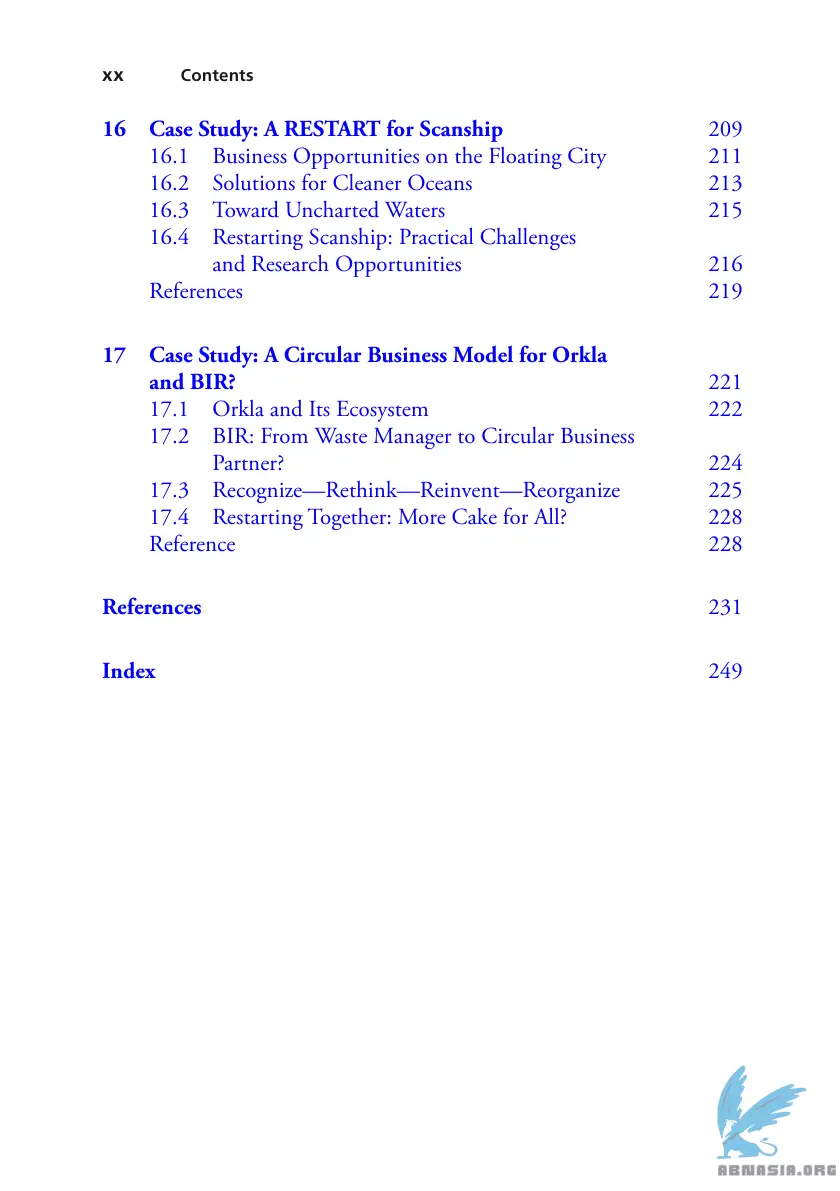 xx Contents
16 Case Study: A RESTART for Scanship 209
16.1 Business Opportunities on the Floating City 211
16.2 Solutions for Cleaner Oceans 213
16.3 Toward Uncharted Waters 215
16.4 Restarting Scanship: Practical Challenges
and Research Opportunities 216
References 219
17 Case Study: A Circular Business Model for Orkla
and BIR? 221
17.1 Orkla and Its Ecosystem 222
17.2 BIR: From Waste Manager to Circular Business
Partner? 224
17.3 Recognize—Rethink—Reinvent—Reorganize 225
17.4 Restarting Together: More Cake for All? 228
Reference 228
References 231
Index 249
ABNASIA.ORG